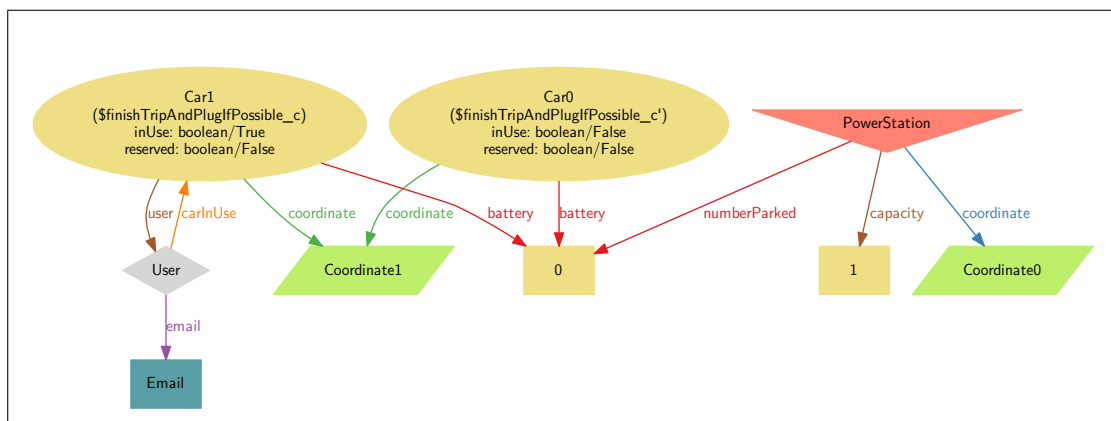 Car1
($finishTripAndPlugIfPossible_c)
inUse: boolean/True
reserved: boolean/False
Car0
($finishTripAndPlugIfPossible_c')
inUse: boolean/False
reserved: boolean/False
PowerStation
user
carInUse
coordinate
coordinate
battery
battery
numberParked
capacity
coordinate
User
Coordinate1
0
1
Coordinate0
email
Email